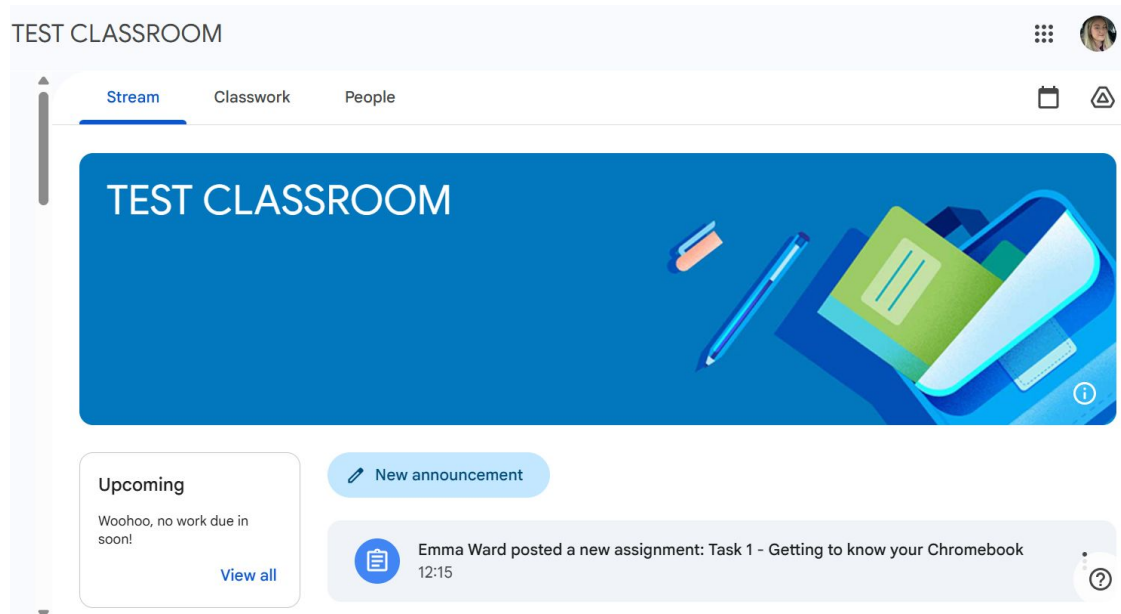 TEST CLASSROOM
Stream Classwork People
TEST CLASSROOM
Upcoming
Woohoo, no work due in
soon!
View all
New announcement
Emma Ward posted a new assignment: Task 1 - Getting to know your Chromebook
12:15